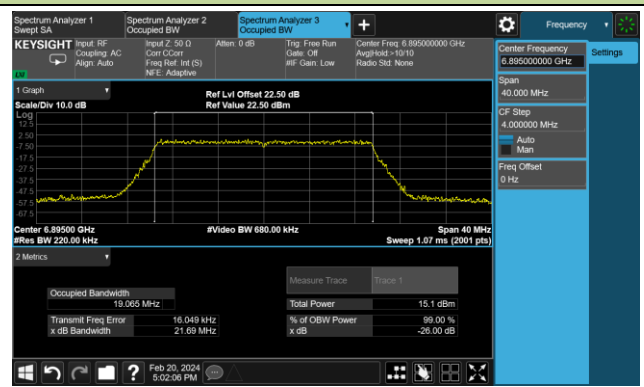 Spectrum Analyzer 1
Swept SA
Spectrum Analyzer 2
Occupied BW
Spectrum Analyzer 3
Occupied BW
Frequency
KEYSIGHT
Input: RF
Coupling: AC
Align: Auto
Input Z: 50 Ω
Corr CCorr
Freq Ref: Int (S)
NFE: Adaptive
Atten: 0 dB
Trig: Free Run
Gate: Off
#IF Gain: Low
Center Freq: 6.895000000 GHz
Avg|Hold:>10/10
Radio Std: None
Center Frequency
6.895000000 GHz
Settings
Span
40.000 MHz
CF Step
4.000000 MHz
Auto
Man
Freq Offset
0 Hz
1 Graph
Ref Lvl Offset 22.50 dB
Scale/Div 10.0 dB
Ref Value 22.50 dBm
Log
12.5
2.50
-7.50
-17.5
-27.5
-37.5
-47.5
-57.5
-67.5
Center 6.89500 GHz
#Video BW 680.00 kHz
Span 40 MHz
#Res BW 220.00 kHz
Sweep 1.07 ms (2001 pts)
2 Metrics
Measure Trace
Trace 1
Occupied Bandwidth
19.065 MHz
Total Power
15.1 dBm
Transmit Freq Error
16.049 kHz
% of OBW Power
99.00 %
x dB Bandwidth
21.69 MHz
x dB
-26.00 dB
Feb 20, 2024
5:02:06 PM